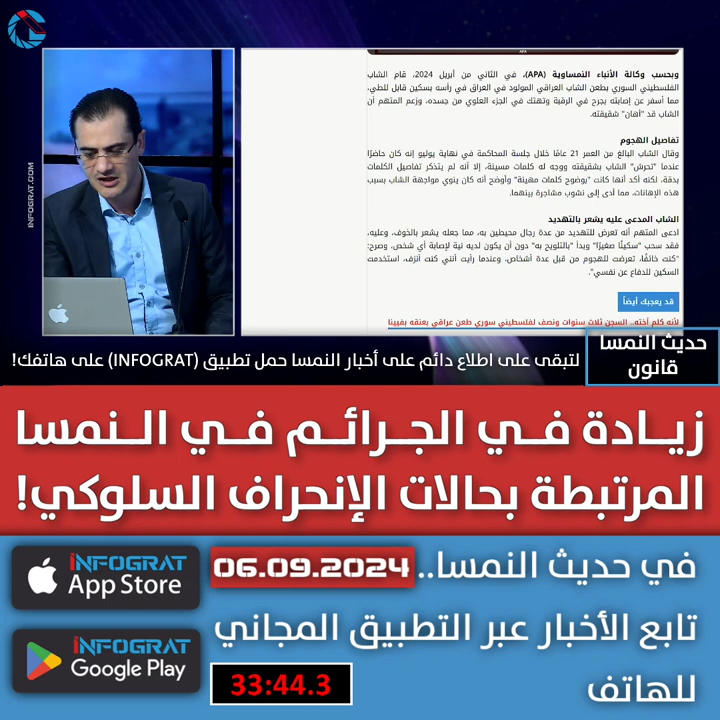 APA
وبحسب وكالة الأنباء النمساوية (APA)، في الثاني من أبريل 2024، قام الشاب
الفلسطيني السوري بطعن الشاب العراقي المولود في العراق في رأسه بسكين قابل للطي،
مما أسفر عن إصابته بجرح في الرقبة وتهتك في الجزء العلوي من جسده، وزعم المتهم أن
الشاب قد "أهان" شقيقته.
تفاصيل الهجوم
وقال الشاب البالغ من العمر 21 عامًا خلال جلسة المحاكمة في نهاية يوليو إنه كان حاضرًا
عندما "تحرش" الشاب بشقيقته ووجه له كلمات مسيئة، إلا أنه لم يتذكر تفاصيل الكلمات
بدقة، لكنه أكد أنها كانت "بوضوح كلمات مهينة" وأوضح أنه كان ينوي مواجهة الشاب بسبب
هذه الإهانات، مما أدى إلى نشوب مشاجرة بينهما.
الشاب المدعى عليه يشعر بالتهديد
ادعى المتهم أنه تعرض للتهديد من عدة رجال محيطين به، مما جعله يشعر بالخوف، وعليه،
فقد سحب "سكينًا صغيرًا" وبدأ "بالتلويح به" دون أن يكون لديه نية لإصابة أي شخص، وصرح:
"كنت خائفًا، تعرضت للهجوم من قبل عدة أشخاص، وعندما رأيت أنني كنت أنزف، استخدمت
السكين للدفاع عن نفسي".
قد يعجبك أيضاً
لأنه كلم أخته.. السجن ثلاث سنوات ونصف لفلسطيني سوري طعن عراقي بعنقه بفيينا
INFOGRAT.COM
حديث النمسا
قانون
لتبقى على اطلاع دائم على أخبار النمسا حمل تطبيق (INFOGRAT) على هاتفك!
زيادة في الجرائم في النمسا
المرتبطة بحالات الإنحراف السلوكي!
في حديث النمسا.. 06.09.2024
تابع الأخبار عبر التطبيق المجاني
للهاتف
INFOGRAT
App Store
INFOGRAT
Google Play
33:44.3